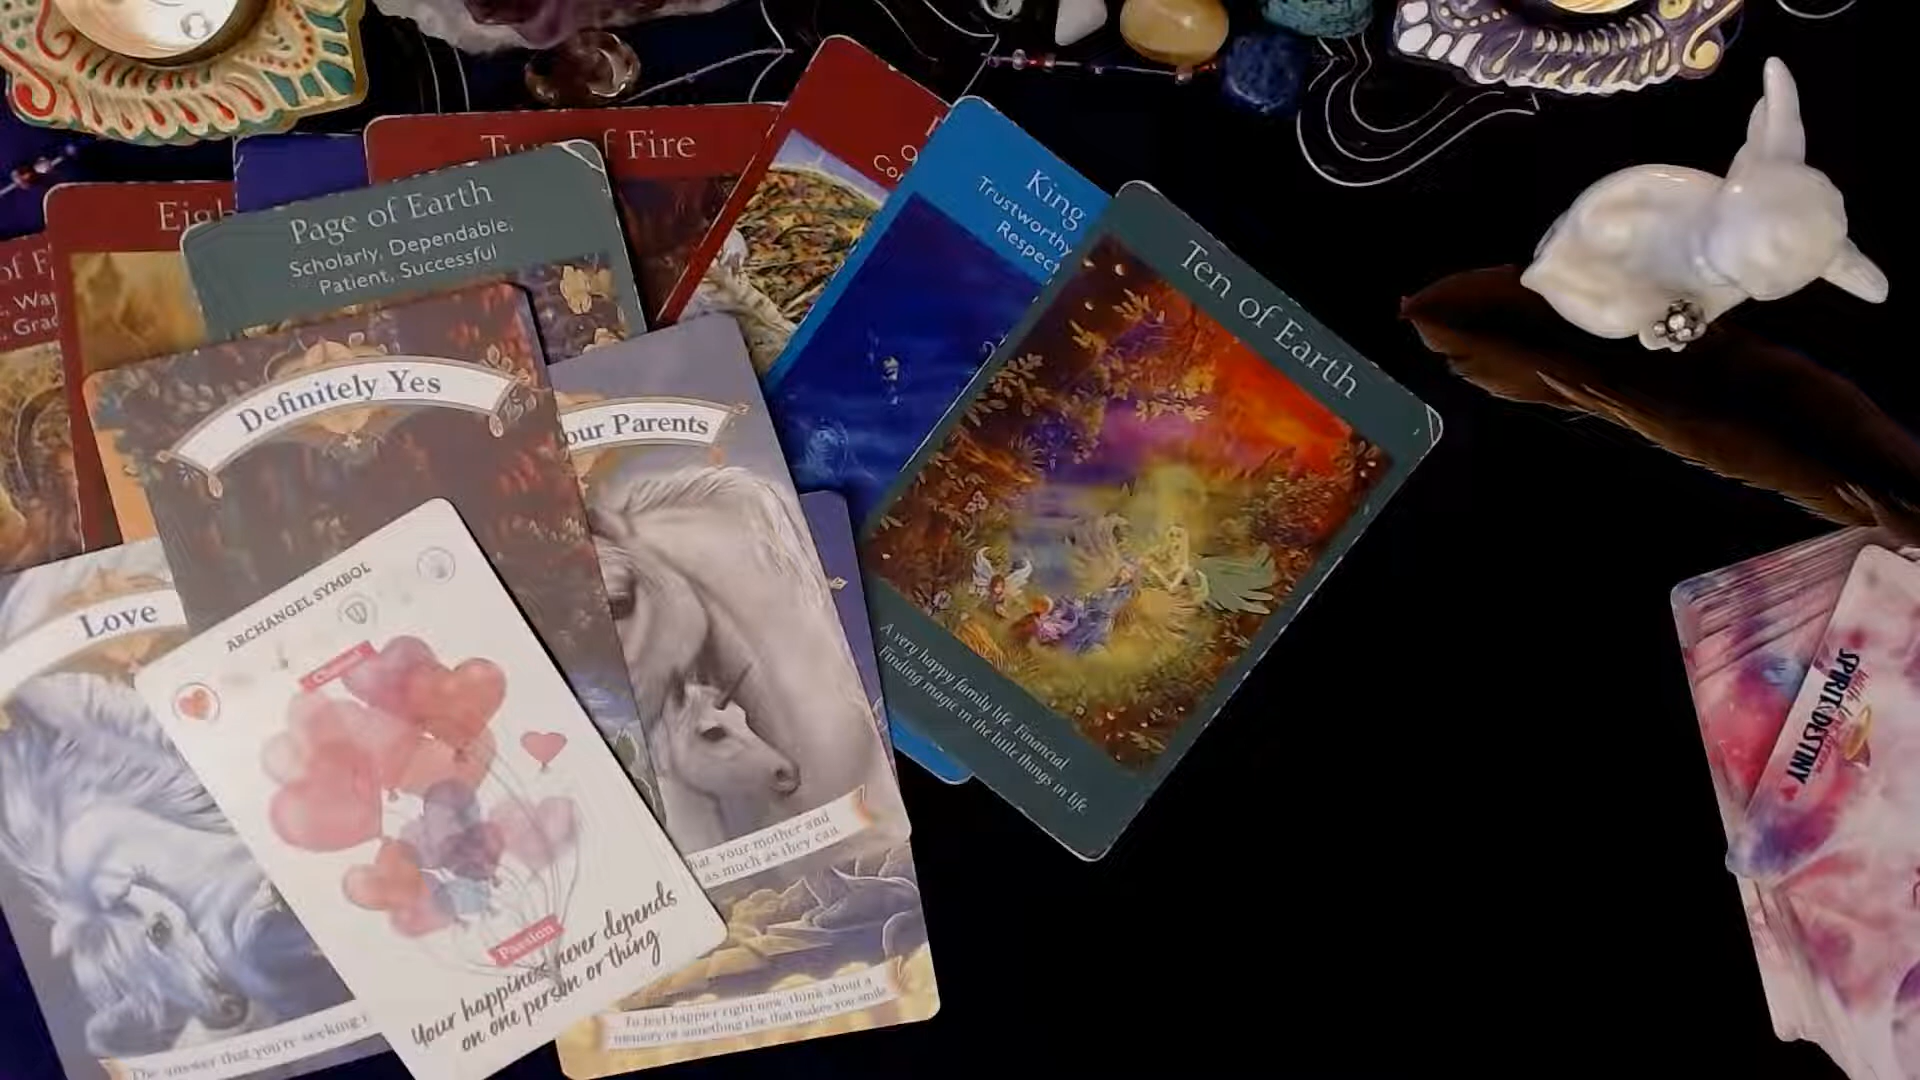 Two of Fire
Page of Earth
Scholarly, Dependable,
Patient, Successful
King
Trustworthy
Respect
Ten of Earth
A very happy family life. Financial
Finding magic in the little things in life
of F
Eigh
Co
Definitely Yes
our Parents
hat your mother and
as much as they can.
Love
The answer that you're seeking i
ARCHANGEL SYMBOL
Passion
Your happiness never depends
on one person or thing
To feel happier right now, think about a
memory or something else that makes you smile
SPIRIT DESTINY